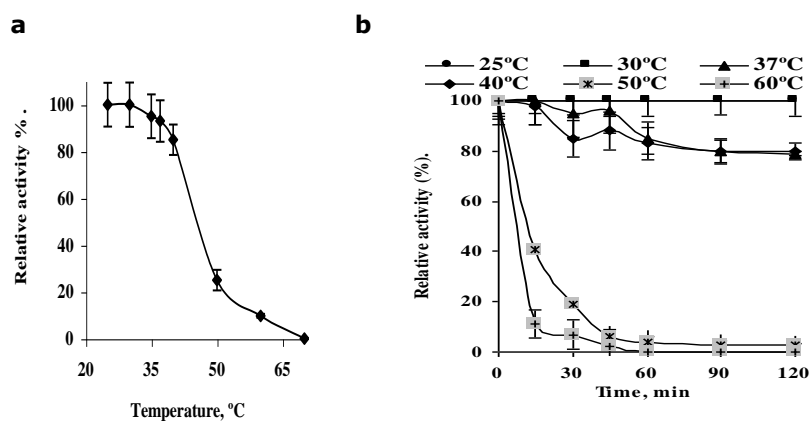 a
b
25ºC 30ºC 37ºC
40ºC 50ºC 60ºC
Relative activity % .
120
100
80
60
40
20
0
20 35 50 65
Temperature, ºC
Relative activity (%).
100
80
60
40
20
0
0 30 60 90 120
Time, min